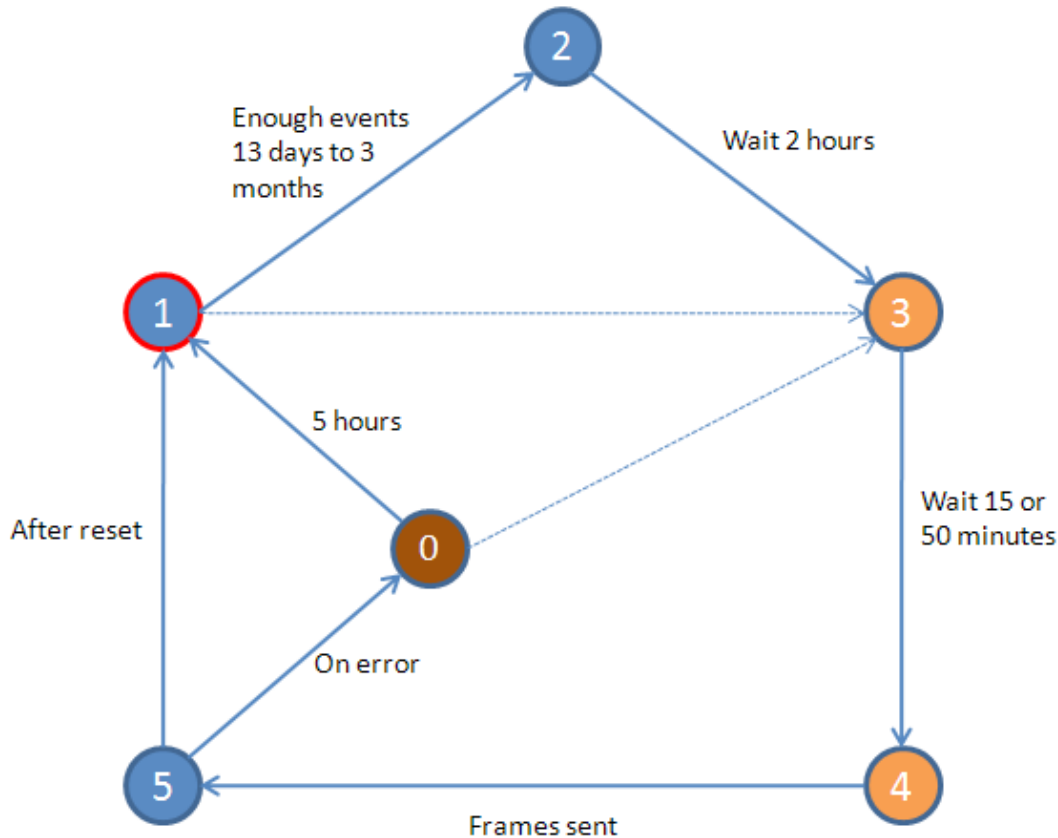 2
Enough events
13 days to 3
months
Wait 2 hours
1
3
5 hours
After reset
0
Wait 15 or
50 minutes
On error
5
4
Frames sent